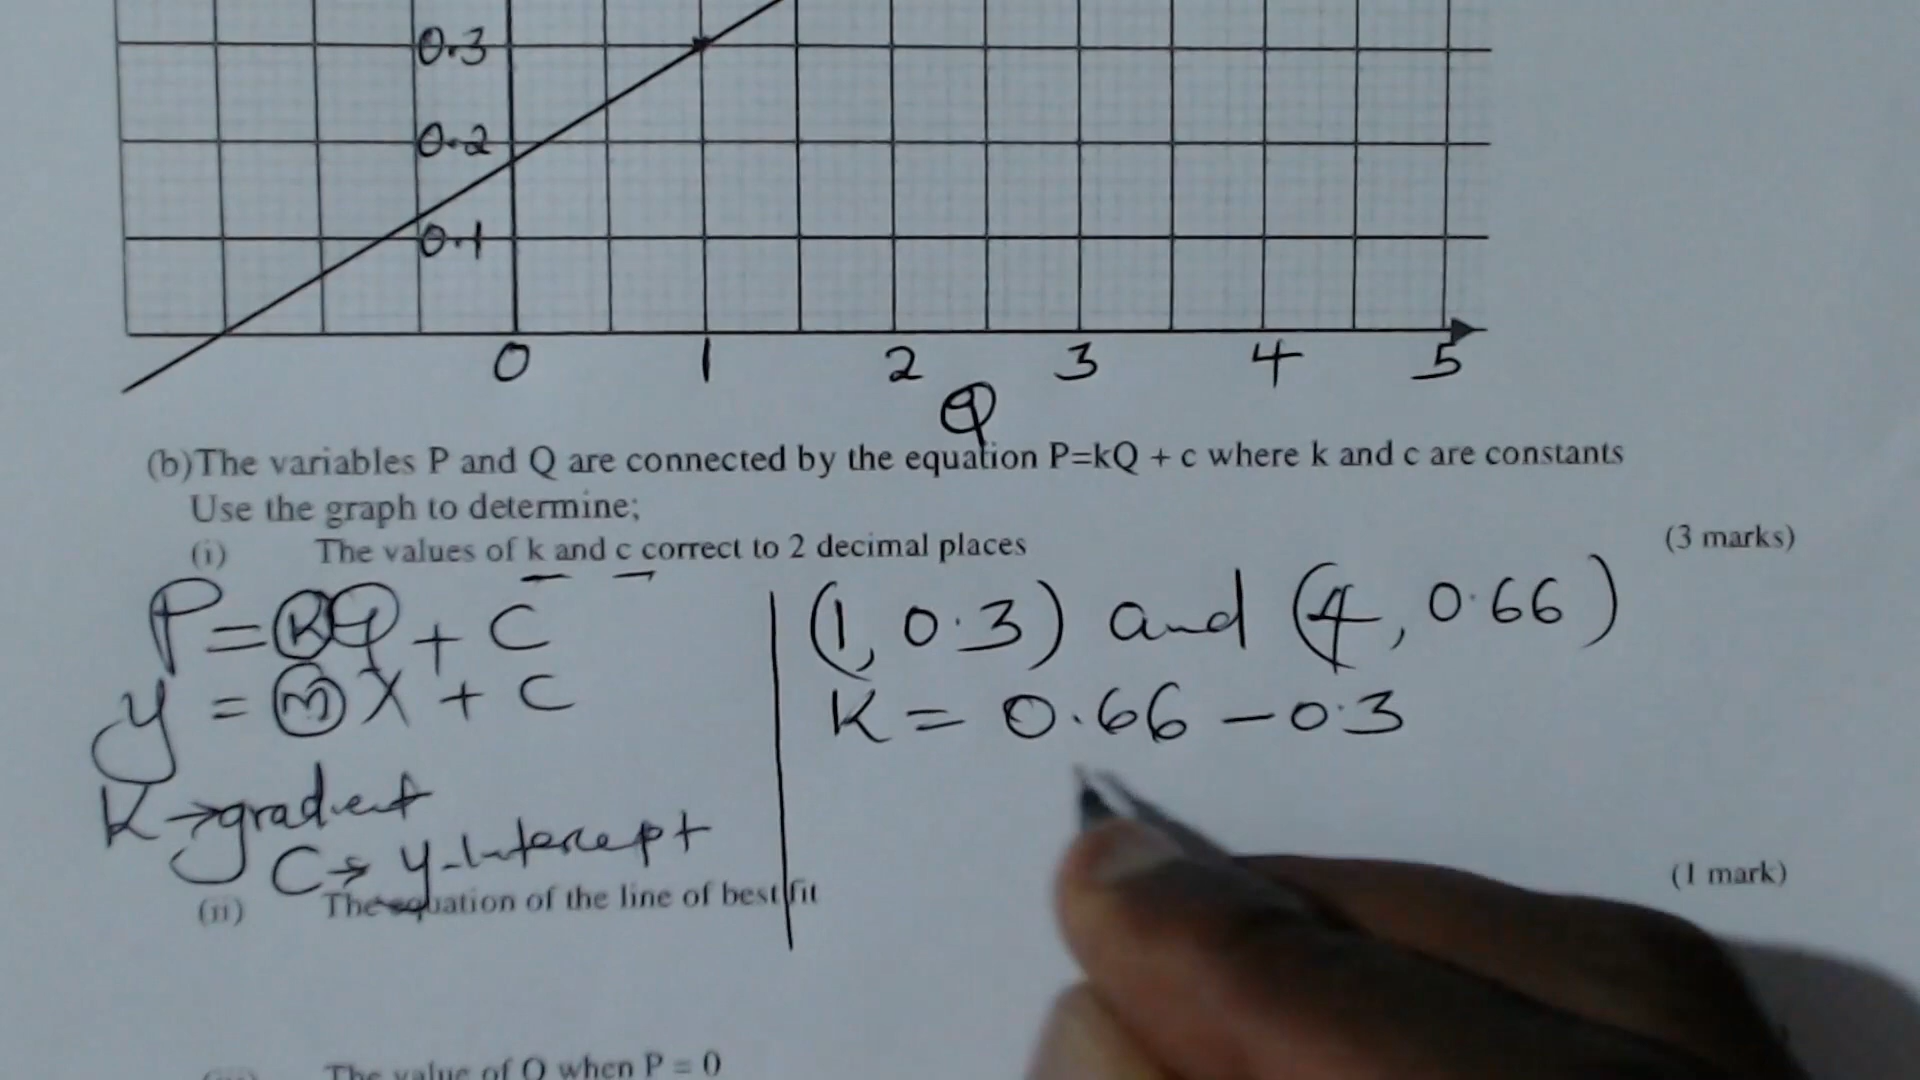 0.3
0.2
0.1
0 1 2 3 4 5
Q
(b)The variables P and Q are connected by the equation P=kQ + c where k and c are constants
Use the graph to determine;
(i) The values of k and c correct to 2 decimal places (3 marks)
P = KQ + C
y = mx + C
K → gradient
C → y-Intercept
(1, 0.3) and (4, 0.66)
K = 0.66 - 0.3
(1 mark)
(ii) The equation of the line of best fit
(iii) The value of Q when P = 0